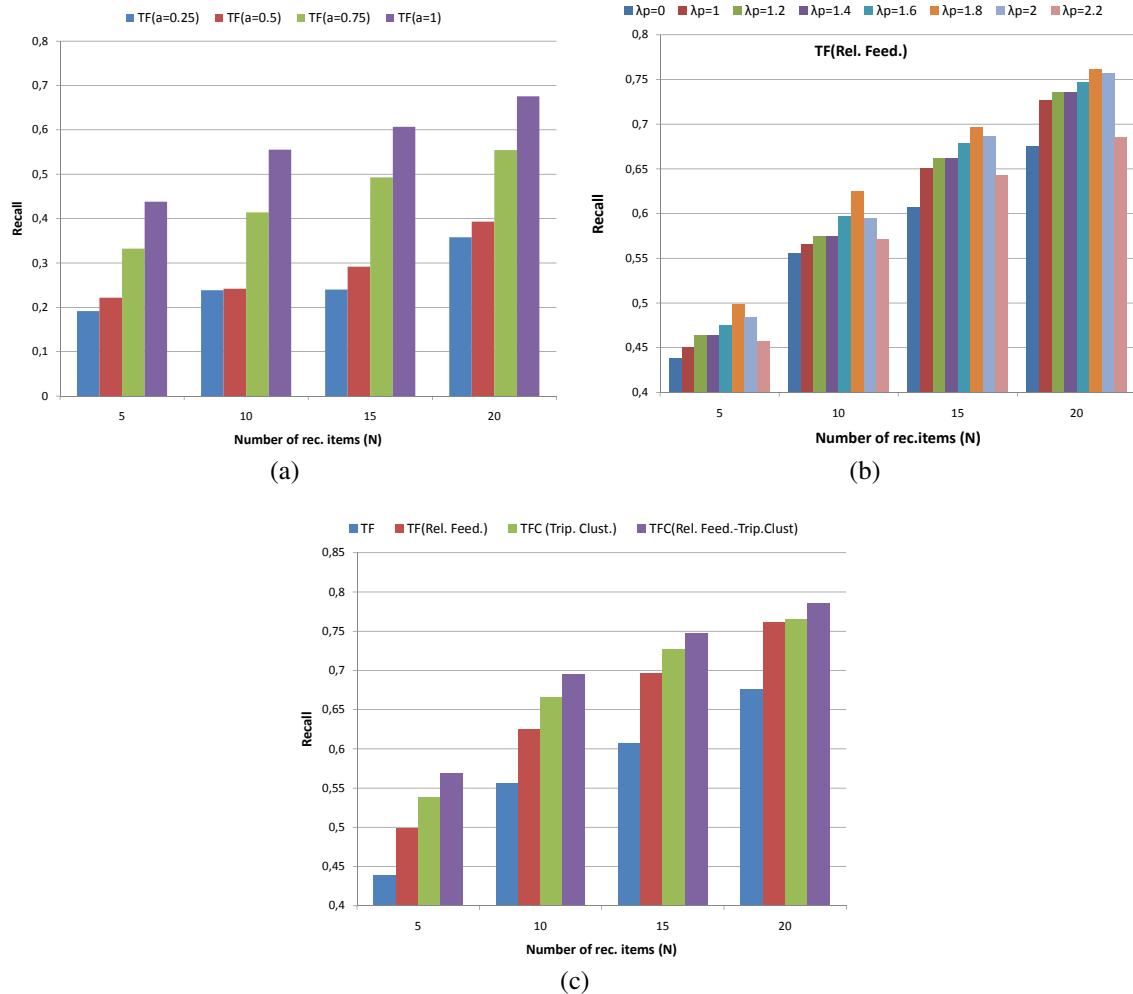 TF(a=0.25) TF(a=0.5) TF(a=0.75) TF(a=1)
0,8
0,7
0,6
0,5
0,4
0,3
0,2
0,1
0
Recall
5 10 15 20
Number of rec. items (N)
(a)
λp=0 λp=1 λp=1.2 λp=1.4 λp=1.6 λp=1.8 λp=2 λp=2.2
TF(Rel. Feed.)
0,8
0,75
0,7
0,65
0,6
0,55
0,5
0,45
0,4
Recall
5 10 15 20
Number of rec.items (N)
(b)
TF TF(Rel. Feed.) TFC (Trip. Clust.) TFC(Rel. Feed.-Trip.Clust)
0,85
0,8
0,75
0,7
0,65
0,6
0,55
0,5
0,45
0,4
Recall
5 10 15 20
Number of rec. items (N)
(c)